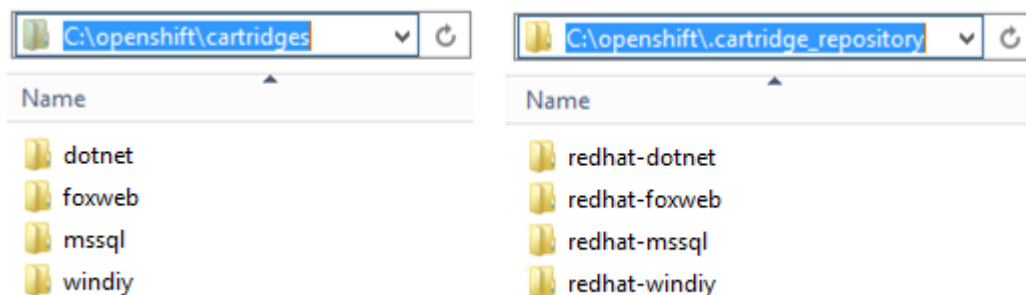 C:\openshift\cartridges
Name
dotnet
foxweb
mssql
windiy
C:\openshift\.cartridge_repository
Name
redhat-dotnet
redhat-foxweb
redhat-mssql
redhat-windiy